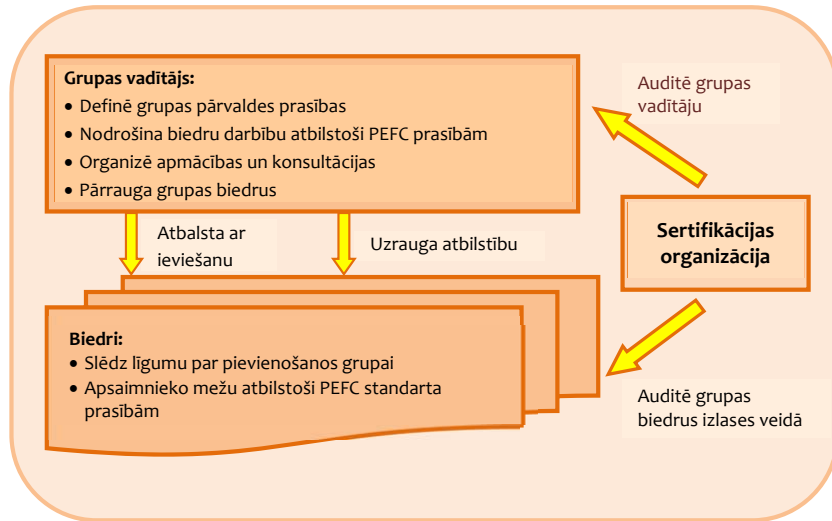 Grupas vadītājs:
• Definē grupas pārvaldes prasības
• Nodrošina biedru darbību atbilstoši PEFC prasībām
• Organizē apmācības un konsultācijas
• Pārrauga grupas biedrus
Auditē grupas
vadītāju
Atbalsta ar
ieviešanu
Uzrauga atbilstību
Sertifikācijas
organizācija
Biedri:
• Slēdz līgumu par pievienošanos grupai
• Apsaimnieko mežu atbilstoši PEFC standarta
prasībām
Auditē grupas
biedrus izlases veidā